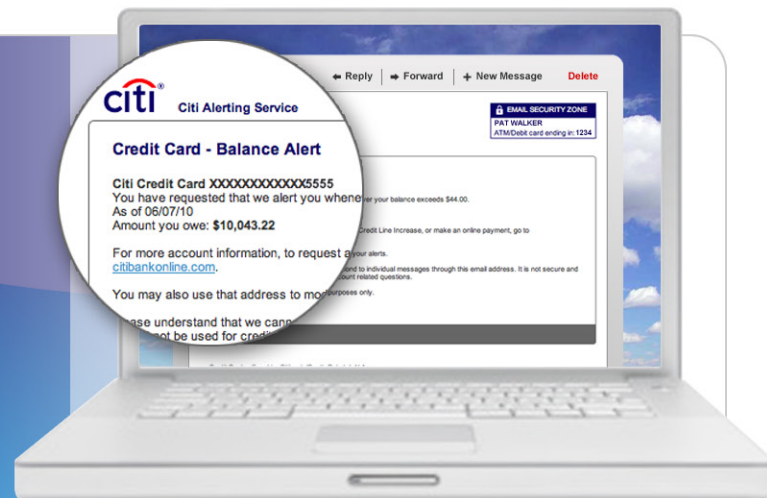 Reply
Forward
+ New Message
Delete
citi®
Citi Alerting Service
EMAIL SECURITY ZONE
PAT WALKER
ATM/Debit card ending in: 1234
Credit Card - Balance Alert
Citi Credit Card XXXXXXXXXXXX5555
You have requested that we alert you whenever your balance exceeds $44.00.
As of 06/07/10
Amount you owe: $10,043.22
For more account information, to request a Credit Line Increase, or make an online payment, go to
citibankonline.com.
You may also use that address to mo your alerts.
ase understand that we cann ond to individual messages through this email address. It is not secure and
not be used for credi ount related questions.
purposes only.